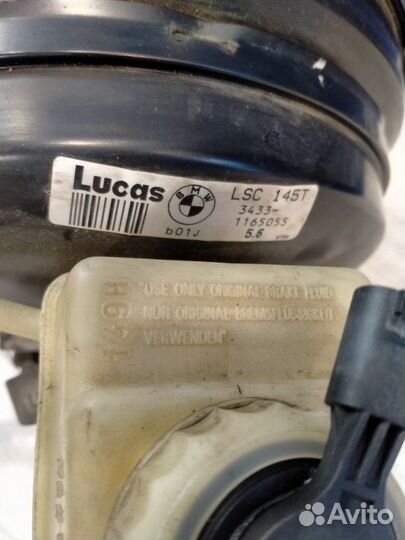 Lucas
BMW
LSC 145T
3433-
1165055
b01J
5.6
"USE ONLY ORIGINAL BRAKE FLUID
NUR ORIGINAL BREMSFLÜSSIGKEIT
VERWENDEN"
Avito